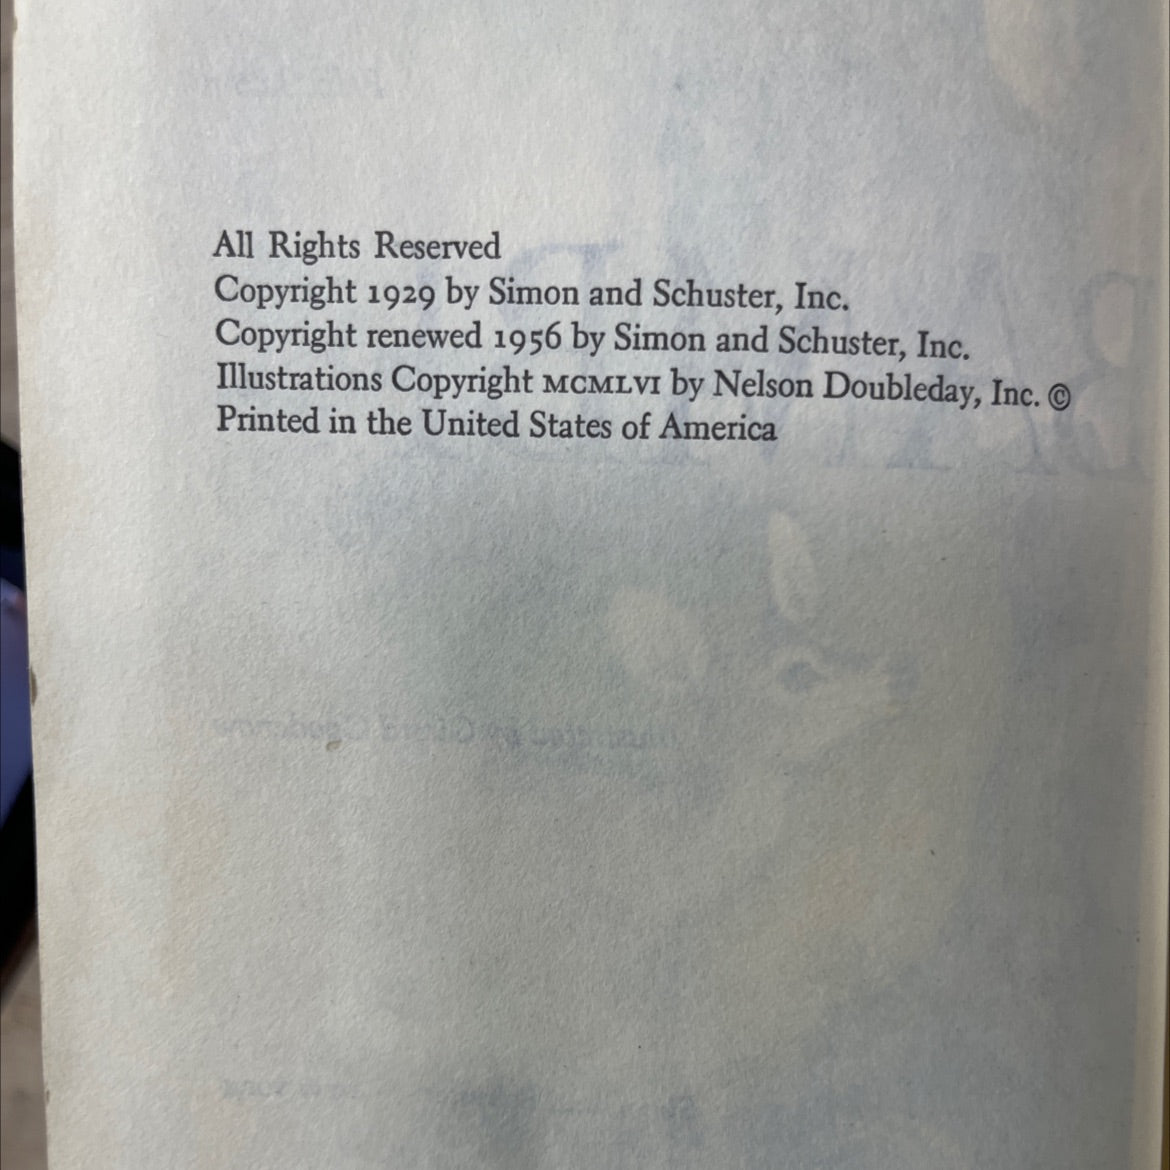 All Rights Reserved
Copyright 1929 by Simon and Schuster, Inc.
Copyright renewed 1956 by Simon and Schuster, Inc.
Illustrations Copyright MCMLVI by Nelson Doubleday, Inc. ©
Printed in the United States of America